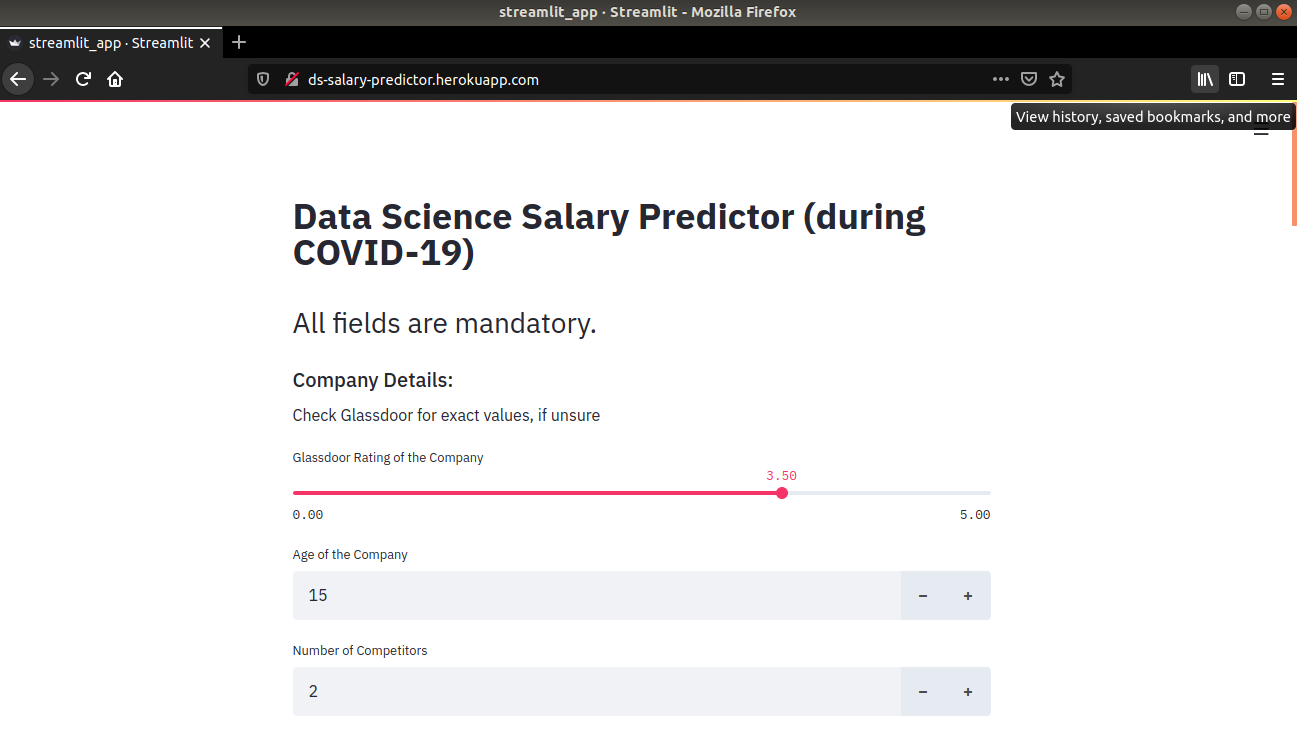 streamlit_app · Streamlit - Mozilla Firefox
streamlit_app · Streamlit
ds-salary-predictor.herokuapp.com
View history, saved bookmarks, and more
Data Science Salary Predictor (during
COVID-19)
All fields are mandatory.
Company Details:
Check Glassdoor for exact values, if unsure
Glassdoor Rating of the Company
3.50
0.00 5.00
Age of the Company
15 − +
Number of Competitors
2 − +